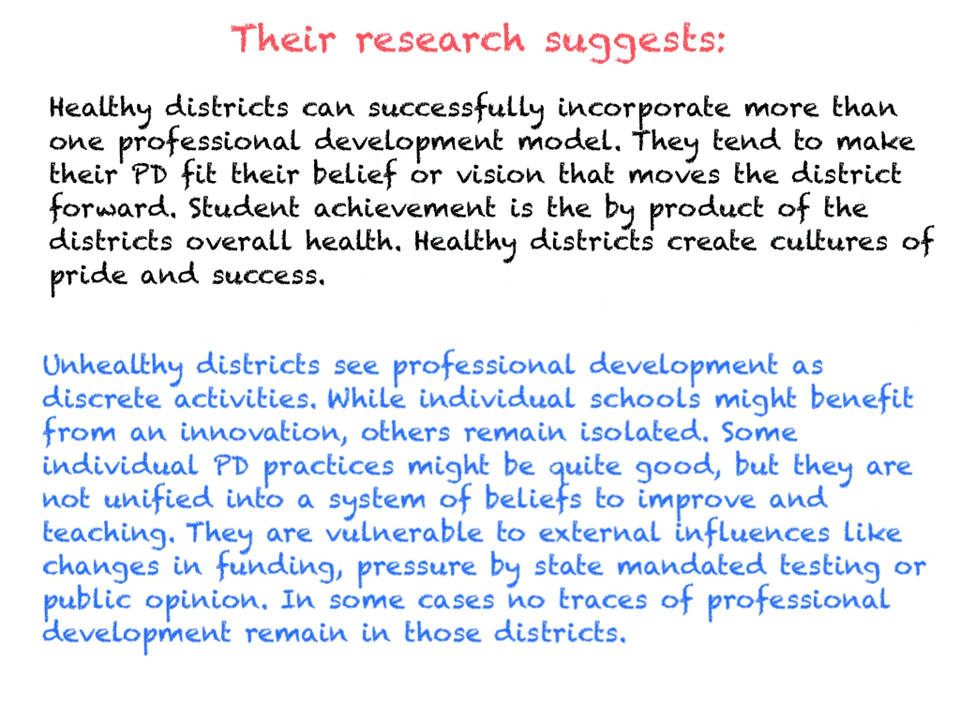 Their research suggests:
Healthy districts can successfully incorporate more than
one professional development model. They tend to make
their PD fit their belief or vision that moves the district
forward. Student achievement is the by product of the
districts overall health. Healthy districts create cultures of
pride and success.
Unhealthy districts see professional development as
discrete activities. While individual schools might benefit
from an innovation, others remain isolated. Some
individual PD practices might be quite good, but they are
not unified into a system of beliefs to improve and
teaching. They are vulnerable to external influences like
changes in funding, pressure by state mandated testing or
public opinion. In some cases no traces of professional
development remain in those districts.